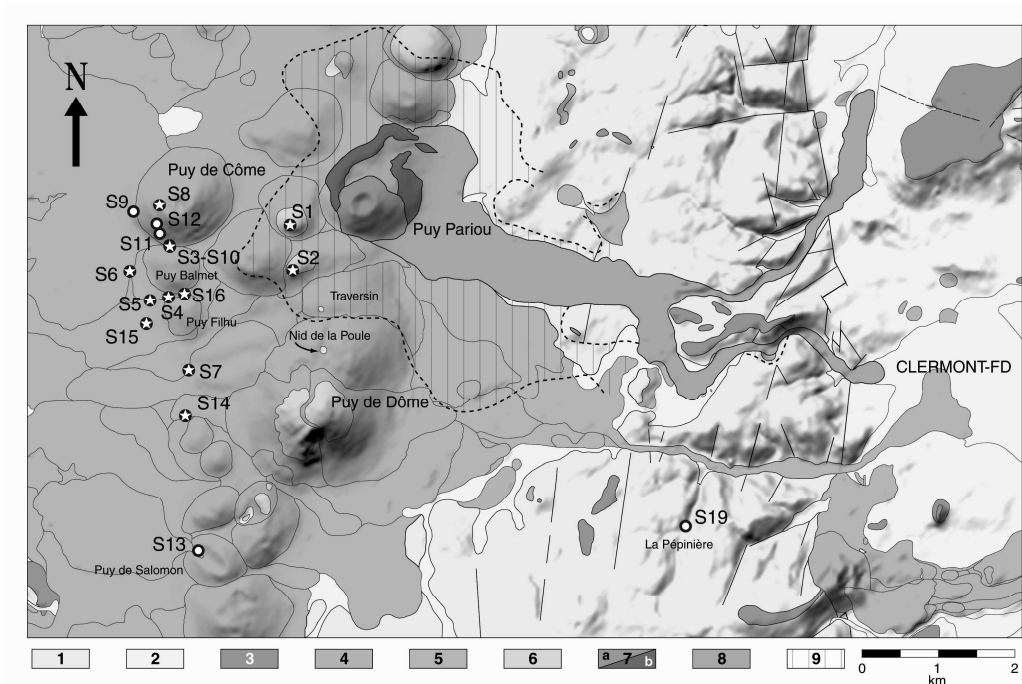 N
Puy de Côme
S8
S9
S12
S1
S11
S3-S10
Puy Pariou
S2
S6
Puy Balmet
S16
S5
S4
Traversin
Puy Filhu
S15
Nid de la Poule
S7
CLERMONT-FD
Puy de Dôme
S14
S19
S13
La Pépinière
Puy de Salomon
1 2 3 4 5 6 a 7 b 8 9
0 1 2
km